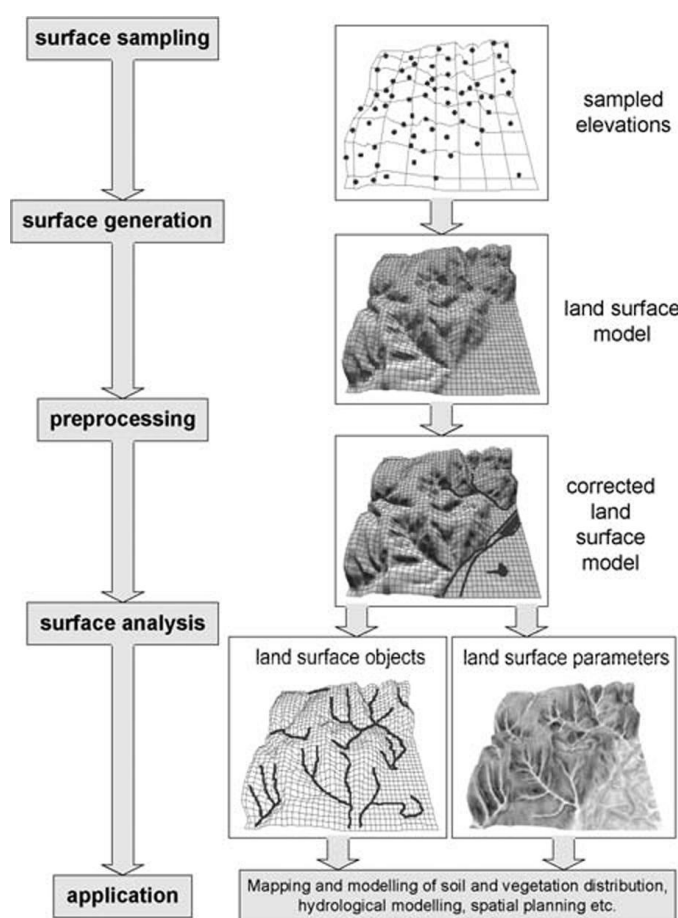 surface sampling
sampled
elevations
surface generation
land surface
model
preprocessing
corrected
land
surface
model
surface analysis
land surface objects
land surface parameters
application
Mapping and modelling of soil and vegetation distribution,
hydrological modelling, spatial planning etc.